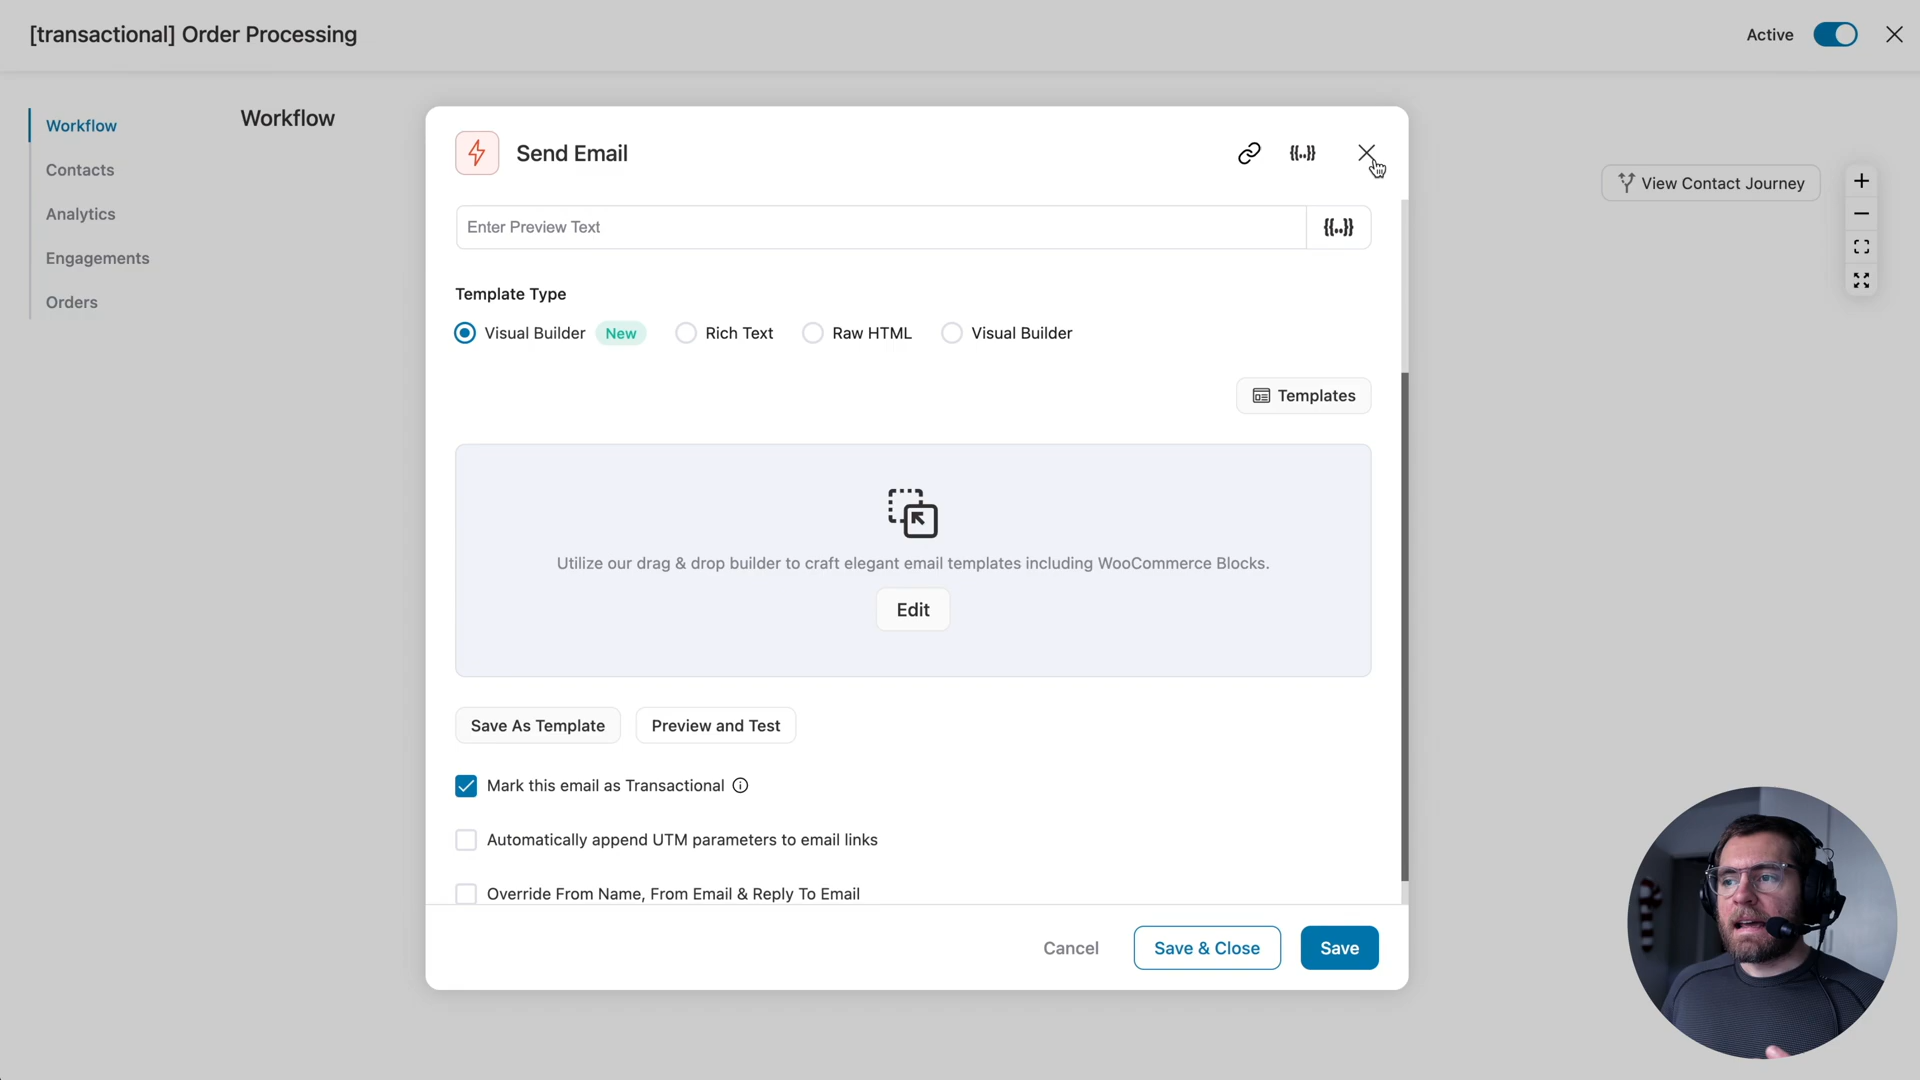 [transactional] Order Processing
Active
Workflow
Contacts
Analytics
Engagements
Orders
Workflow
View Contact Journey
Send Email
{{..}}
Enter Preview Text
{{..}}
Template Type
Visual Builder New Rich Text Raw HTML Visual Builder
Templates
Utilize our drag & drop builder to craft elegant email templates including WooCommerce Blocks.
Edit
Save As Template Preview and Test
Mark this email as Transactional
Automatically append UTM parameters to email links
Override From Name, From Email & Reply To Email
Cancel Save & Close Save